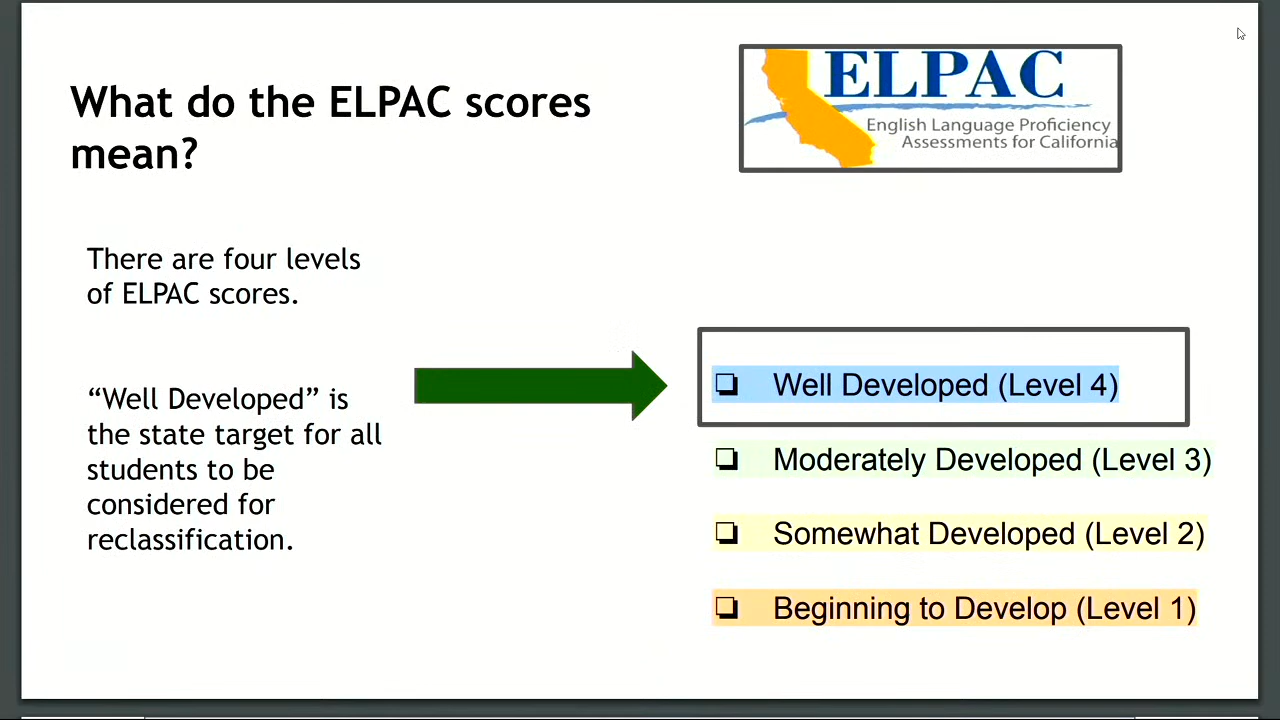 What do the ELPAC scores
mean?
ELPAC
English Language Proficiency
Assessments for California
There are four levels
of ELPAC scores.
“Well Developed” is
the state target for all
students to be
considered for
reclassification.
❏ Well Developed (Level 4)
❏ Moderately Developed (Level 3)
❏ Somewhat Developed (Level 2)
❏ Beginning to Develop (Level 1)